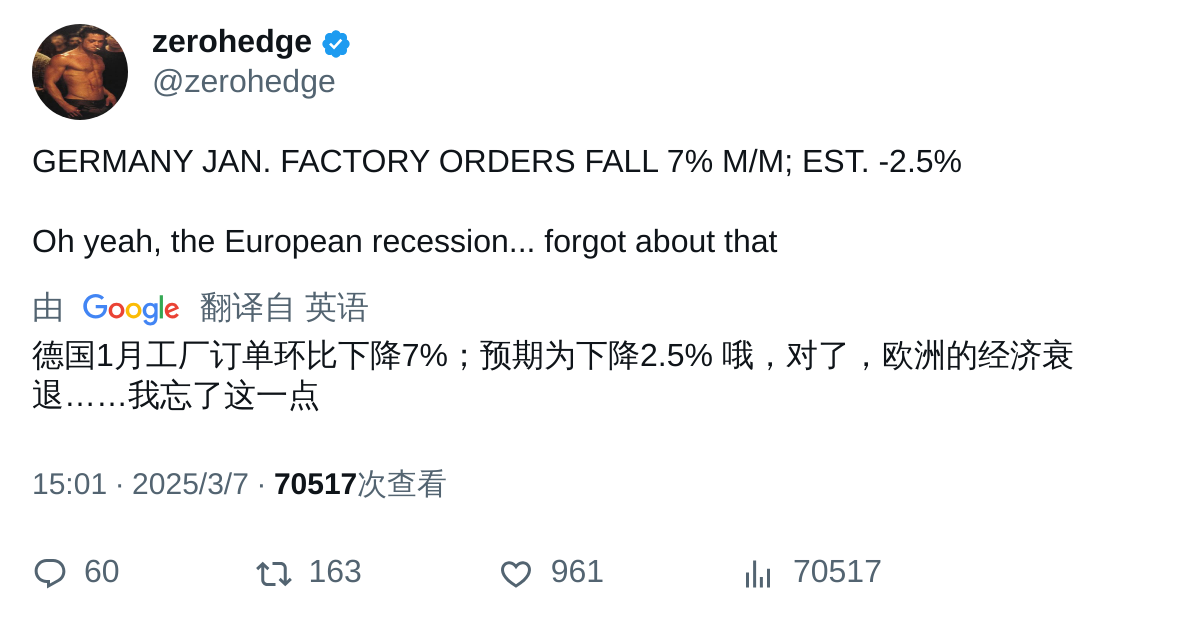 zerohedge
@zerohedge
GERMANY JAN. FACTORY ORDERS FALL 7% M/M; EST. -2.5%
Oh yeah, the European recession... forgot about that
由 Google 翻译自 英语
德国1月工厂订单环比下降7%；预期为下降2.5% 哦，对了，欧洲的经济衰
退……我忘了这一点
15:01 · 2025/3/7 · 70517次查看
60 163 961 70517